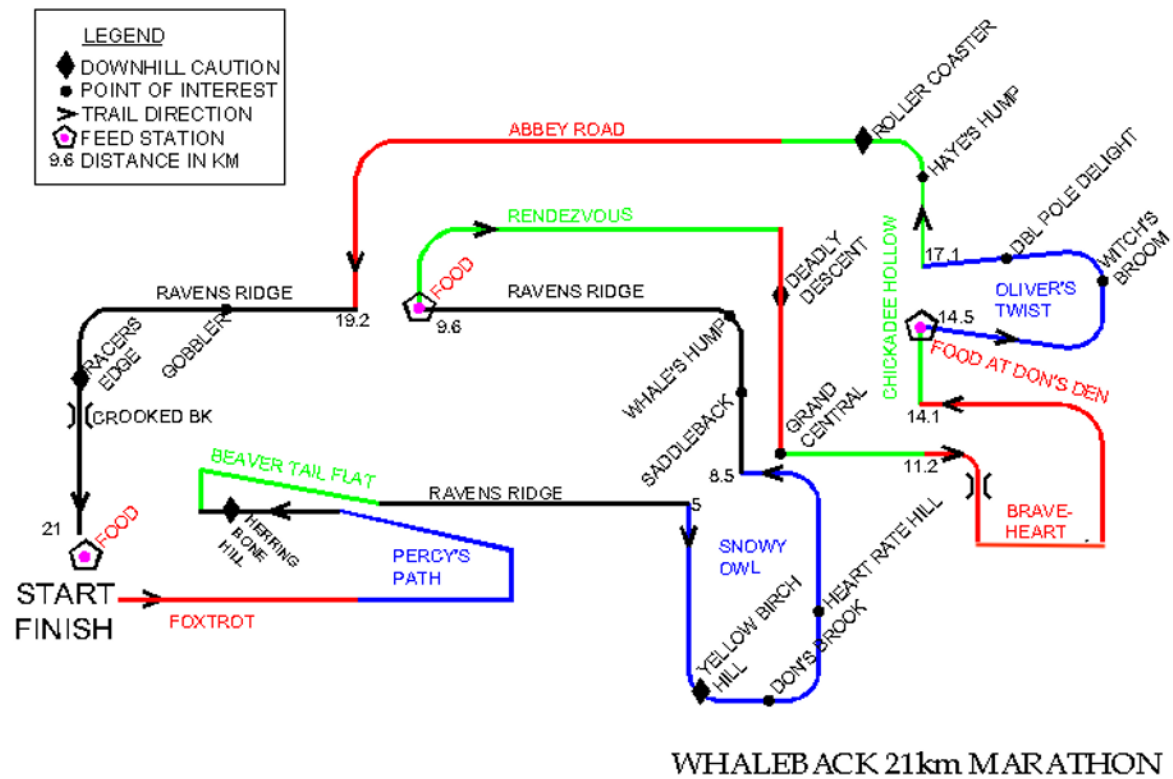 LEGEND
DOWNHILL CAUTION
POINT OF INTEREST
TRAIL DIRECTION
FEED STATION
9.6 DISTANCE IN KM
ROLLER COASTER
ABBEY ROAD
HAYE'S HUMP
RENDEZVOUS
DBL POLE DELIGHT
WITCH'S
BROOM
DEADLY
DESCENT
CHICKADEE HOLLOW
17.1
OLIVER'S
TWIST
FOOD
RAVENS RIDGE
RAVENS RIDGE
19.2
9.6
14.5
GOBBLER
RACERS
EDGE
WHALE'S HUMP
FOOD AT DON'S DEN
CROOKED BK
14.1
SADDLEBACK
GRAND
CENTRAL
BEAVER TAIL FLAT
8.5
11.2
RAVENS RIDGE
5
BRAVE-
HEART
21
FOOD
HERRING
BONE
HILL
PERCY'S
PATH
SNOWY
OWL
HEART RATE HILL
START
FINISH
FOXTROT
YELLOW BIRCH
HILL
DON'S BROOK
WHALEBACK 21km MARATHON